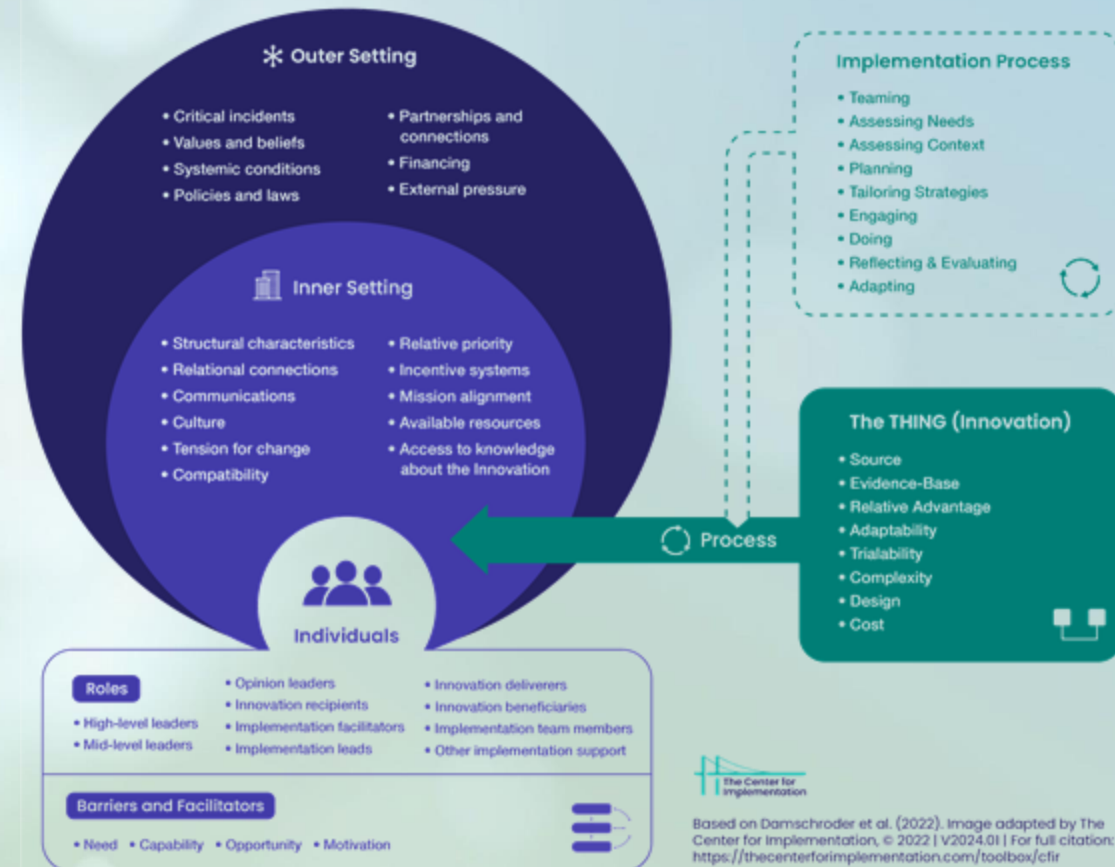 Outer Setting
• Critical incidents
• Values and beliefs
• Systemic conditions
• Policies and laws
• Partnerships and
connections
• Financing
• External pressure
Inner Setting
• Structural characteristics
• Relational connections
• Communications
• Culture
• Tension for change
• Compatibility
• Relative priority
• Incentive systems
• Mission alignment
• Available resources
• Access to knowledge
about the Innovation
Individuals
Roles
• High-level leaders
• Mid-level leaders
• Opinion leaders
• Innovation recipients
• Implementation facilitators
• Implementation leads
• Innovation deliverers
• Innovation beneficiaries
• Implementation team members
• Other implementation support
Barriers and Facilitators
• Need • Capability • Opportunity • Motivation
Implementation Process
• Teaming
• Assessing Needs
• Assessing Context
• Planning
• Tailoring Strategies
• Engaging
• Doing
• Reflecting & Evaluating
• Adapting
Process
The THING (Innovation)
• Source
• Evidence-Base
• Relative Advantage
• Adaptability
• Trialability
• Complexity
• Design
• Cost
The Center for
Implementation
Based on Damschroder et al. (2022). Image adapted by The
Center for Implementation, © 2022 | V2024.01 | For full citation:
https://thecenterforimplementation.com/toolbox/cfir